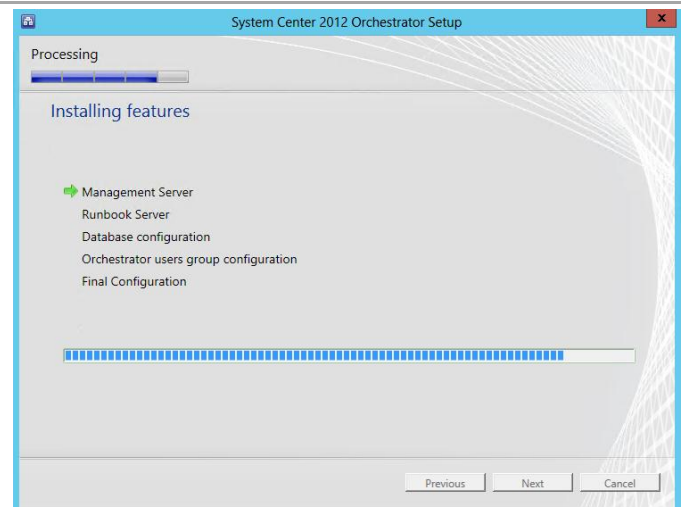 System Center 2012 Orchestrator Setup
x
Processing
Installing features
Management Server
Runbook Server
Database configuration
Orchestrator users group configuration
Final Configuration
Previous Next Cancel